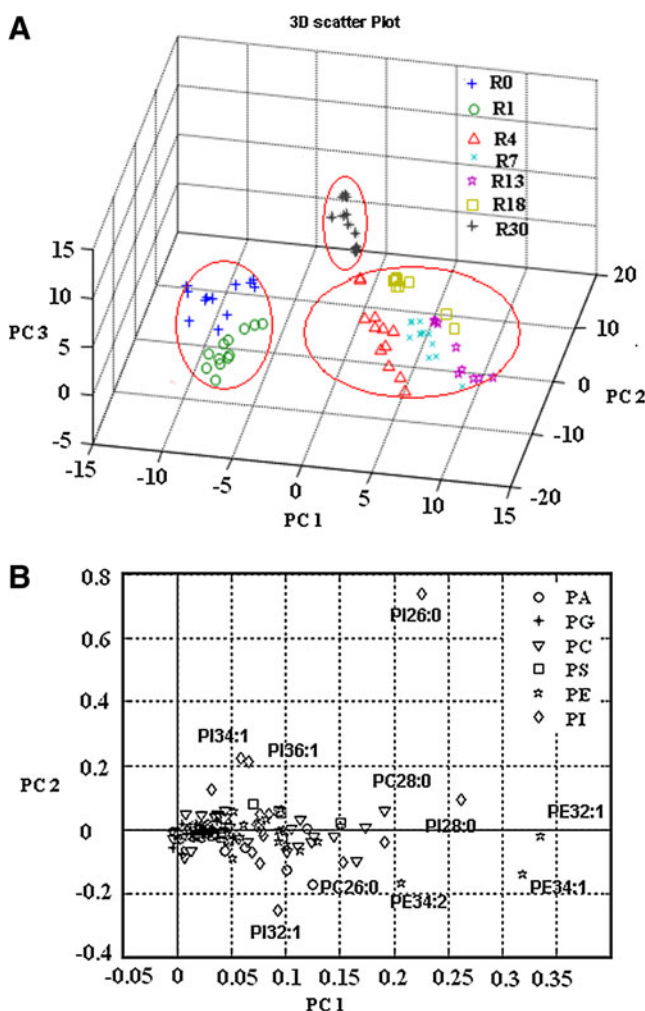 A
3D scatter Plot
R0
R1
R4
R7
R13
R18
R30
15
10
5
0
-5
PC 3
-15
-10
-5
0
5
10
15
PC 1
20
10
0
-10
-20
PC 2
B
0.8
0.6
0.4
0.2
0
-0.2
-0.4
PC 2
PI26:0
PA
PG
PC
PS
PE
PI
PI34:1
PI36:1
PC28:0
PI28:0
PE32:1
PC26:0
PE34:2
PE34:1
PI32:1
-0.05
0
0.05
0.1
0.15
0.2
0.25
0.3
0.35
PC 1